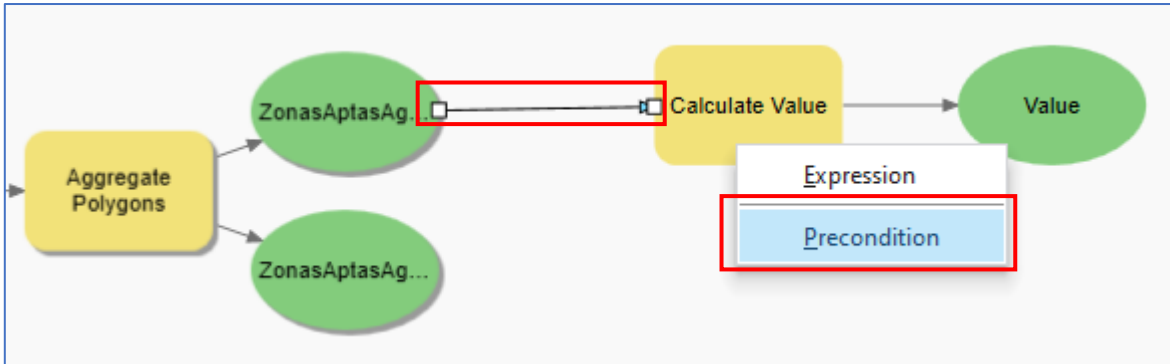 ZonasAptasAg...
Calculate Value
Value
Expression
Aggregate
Polygons
Precondition
ZonasAptasAg...